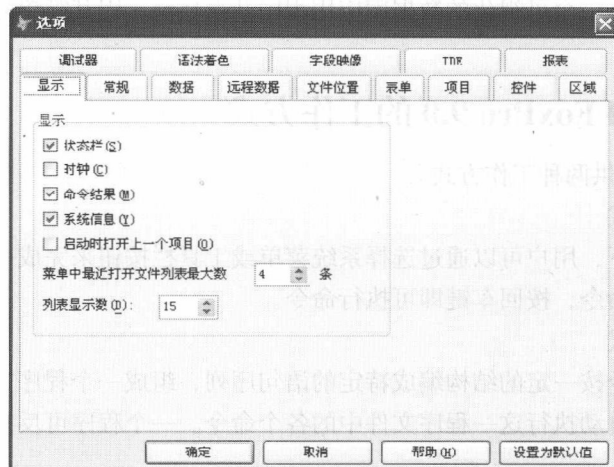 选项
调试器 语法着色 字段映像 IDE 报表
显示 常规 数据 远程数据 文件位置 表单 项目 控件 区域
显示
状态栏(S)
时钟(C)
命令结果(M)
系统信息(Y)
启动时打开上一个项目(O)
菜单中最近打开文件列表最大数 4 条
列表显示数(D): 15
确定 取消 帮助(H) 设置为默认值